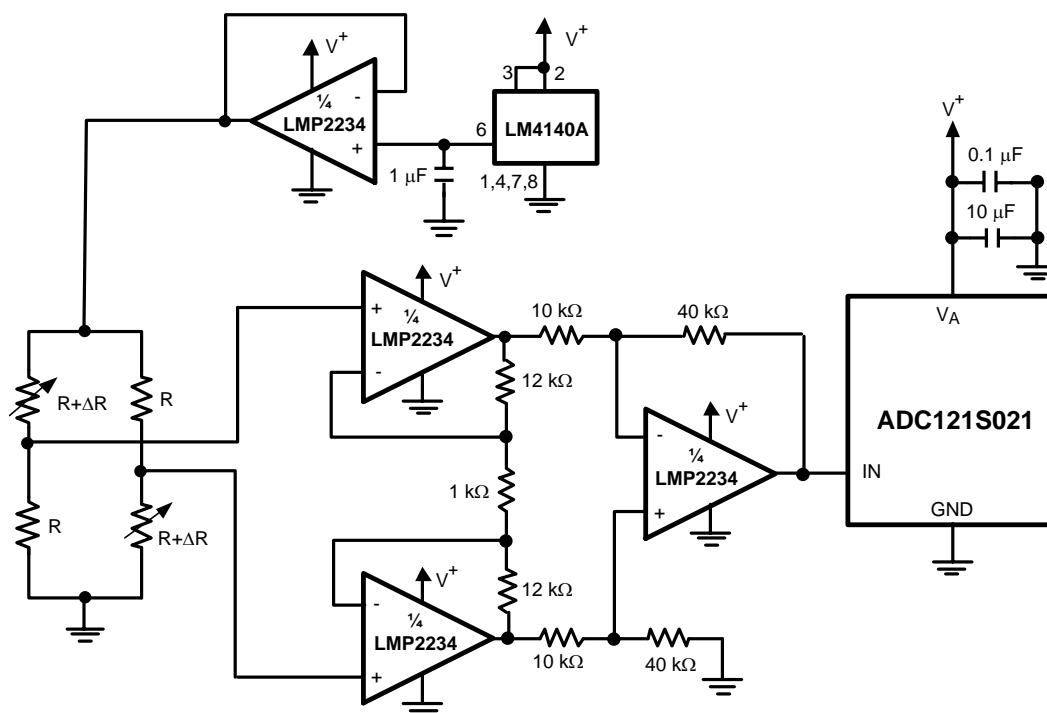 V+
¼
LMP2234
-
+
1 µF
V+
3
2
6
LM4140A
1,4,7,8
V+
0.1 µF
10 µF
R+ΔR
R
R
R+ΔR
V+
+
¼
LMP2234
-
10 kΩ
40 kΩ
12 kΩ
1 kΩ
V+
-
¼
LMP2234
+
V+
-
¼
LMP2234
+
12 kΩ
10 kΩ
40 kΩ
VA
ADC121S021
IN
GND